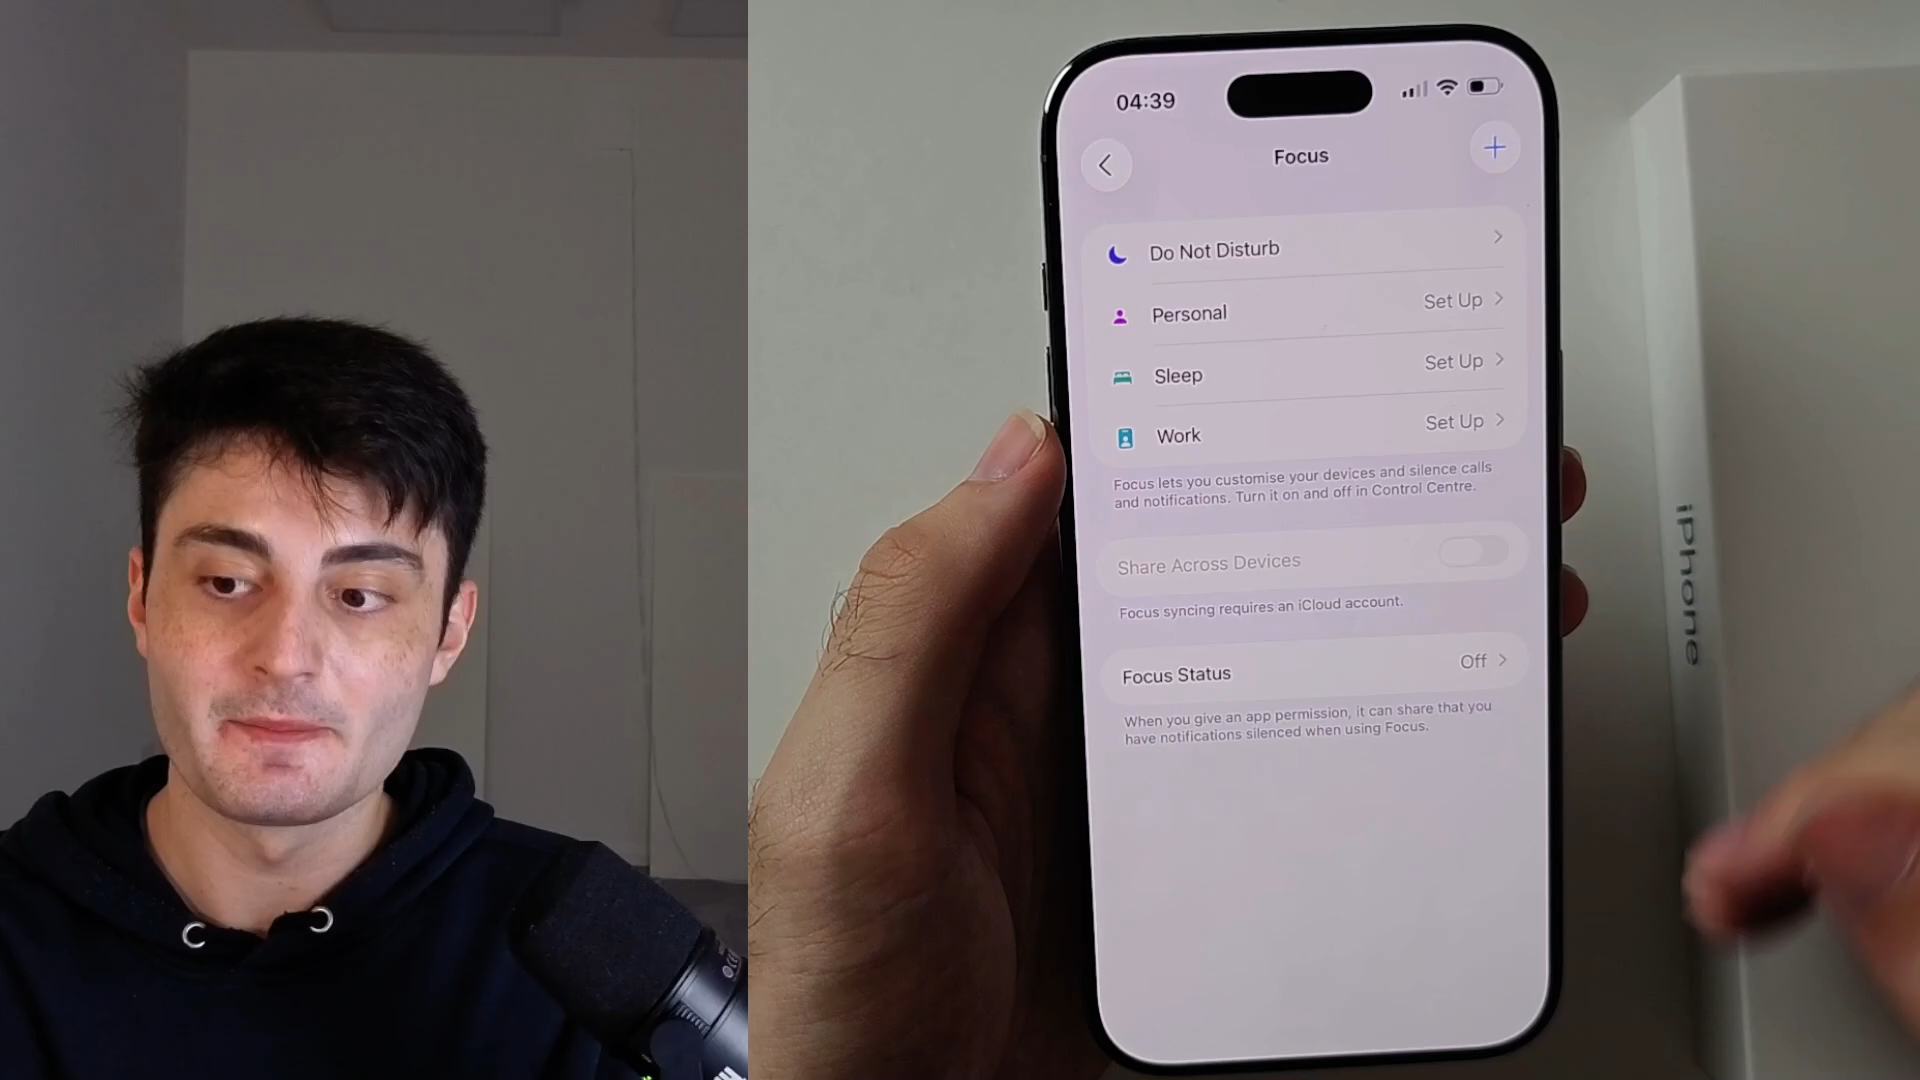 04:39
Focus
Do Not Disturb
Personal
Set Up
Sleep
Set Up
Work
Set Up
Focus lets you customise your devices and silence calls
and notifications. Turn it on and off in Control Centre.
Share Across Devices
Focus syncing requires an iCloud account.
Focus Status
Off
When you give an app permission, it can share that you
have notifications silenced when using Focus.
iPhone